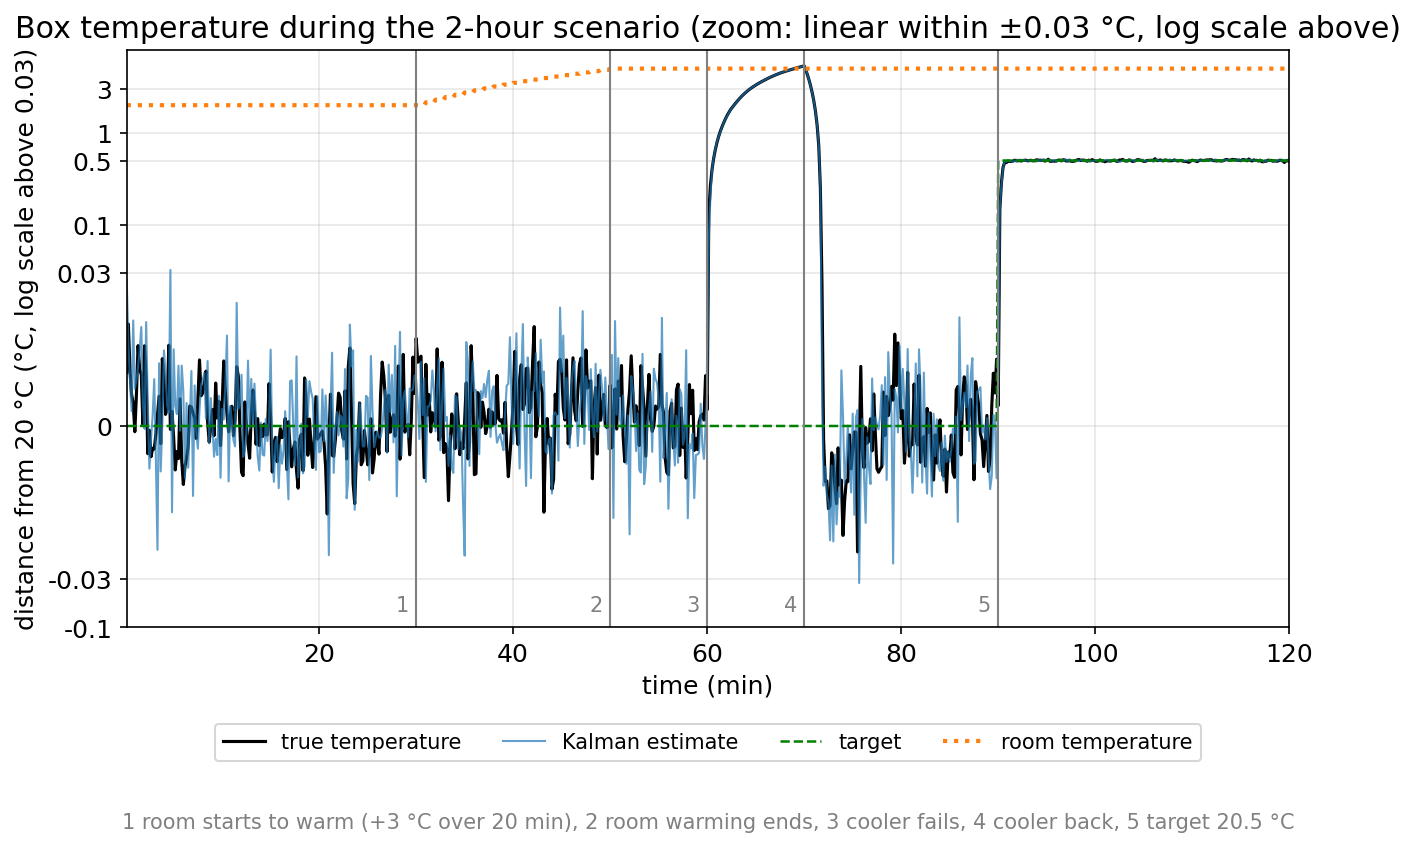 Box temperature during the 2-hour scenario (zoom: linear within ±0.03 °C, log scale above)
distance from 20 °C (°C, log scale above 0.03)
3
1
0.5
0.1
0.03
0
-0.03
-0.1
1
2
3
4
5
20
40
60
80
100
120
time (min)
true temperature
Kalman estimate
target
room temperature
1 room starts to warm (+3 °C over 20 min), 2 room warming ends, 3 cooler fails, 4 cooler back, 5 target 20.5 °C